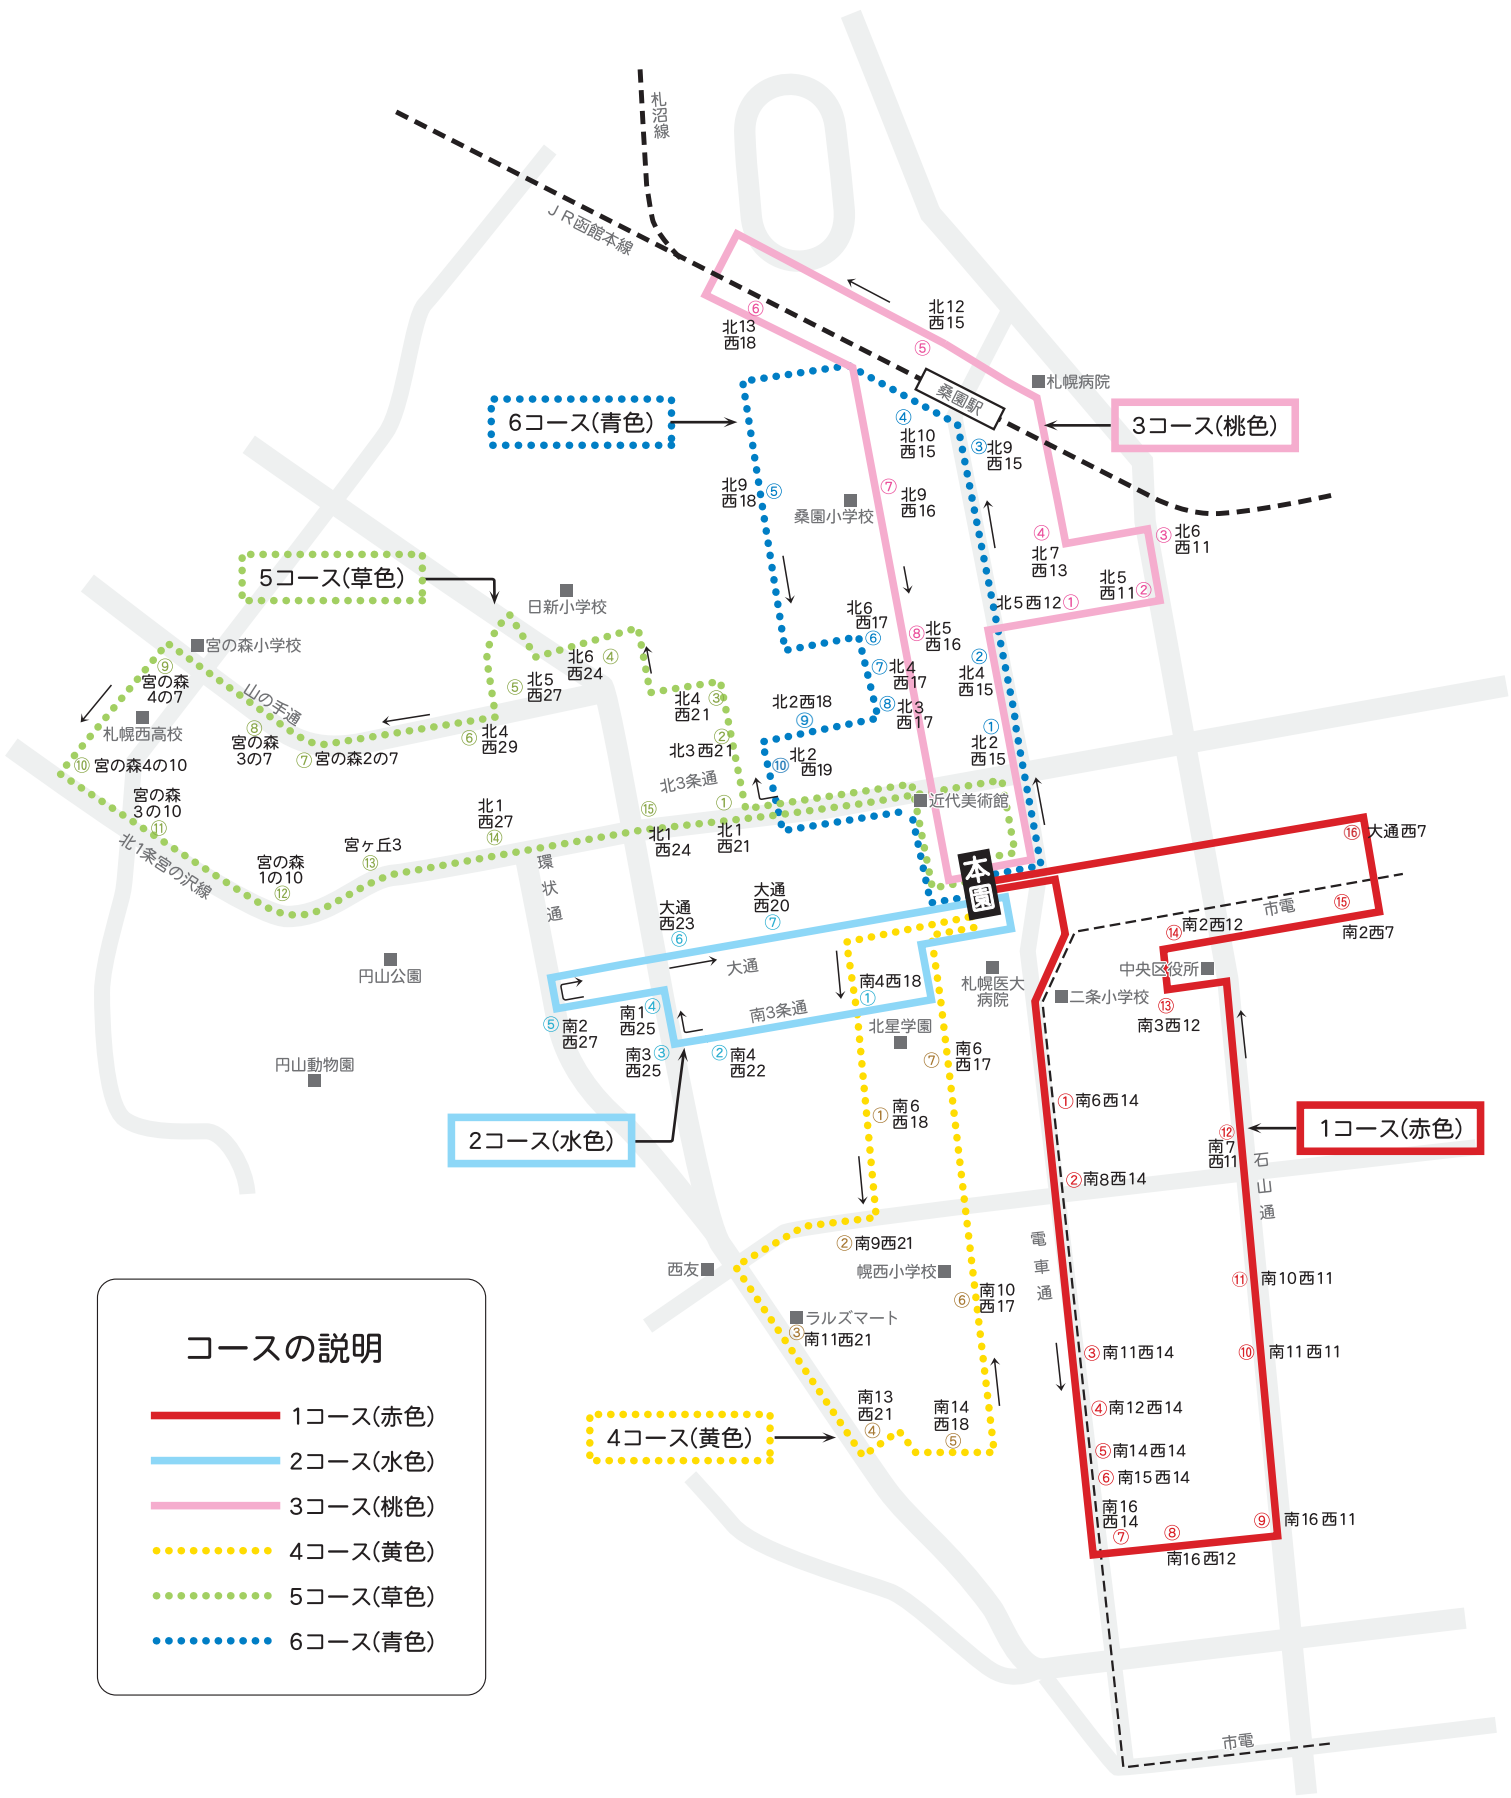 札沼線
JR函館本線
⑥
北13
西18
北12
西15
⑤
札幌病院
桑園駅
3コース(桃色)
6コース(青色)
④
北10
西15
③北9
西15
北9
西18
⑤
⑦
北9
西16
桑園小学校
④
北7
西13
③北6
西11
北5
西11②
北5西12①
5コース(草色)
日新小学校
宮の森小学校
⑨
宮の森
4の7
山の手通
札幌西高校
⑧
宮の森
3の7
⑦宮の森2の7
⑥北4
西29
⑤北5
西27
北6
西24
④
北4
西21
③
②
北3西21
北6
西17
⑥
⑦北4
西17
⑧北3
西17
⑧北5
西16
②
北4
西15
①
北2
西15
北2西18
⑨
⑩
北2
西19
北3条通
近代美術館
⑩宮の森4の10
宮の森
3の10
⑪
北1条宮の沢線
宮の森
1の10
⑫
宮ヶ丘3
⑬
北1
西27
⑭
⑮
北1
西24
①
北1
西21
環状通
本園
⑯大通西7
⑮
南2西7
市電
⑭南2西12
中央区役所
⑬
南3西12
二条小学校
札幌医大
病院
大通
西20
⑦
大通
西23
⑥
大通
円山公園
円山動物園
⑤南2
西27
南1
西25
④
南3
西25
③
②南4
西22
南3条通
南4西18
①
北星学園
⑦
南6
西17
①南6
西18
2コース(水色)
①南6西14
②南8西14
⑫
南7
西11
1コース(赤色)
石山通
電車通
②南9西21
西友
幌西小学校
南10
西17
⑥
ラルズマート
③
南11西21
⑪南10西11
⑩南11西11
③南11西14
④南12西14
⑤南14西14
⑥南15西14
南16
西14
⑦
⑧
南16西12
⑨南16西11
南13
西21
④
南14
西18
⑤
4コース(黄色)
市電
コースの説明
1コース(赤色)
2コース(水色)
3コース(桃色)
4コース(黄色)
5コース(草色)
6コース(青色)